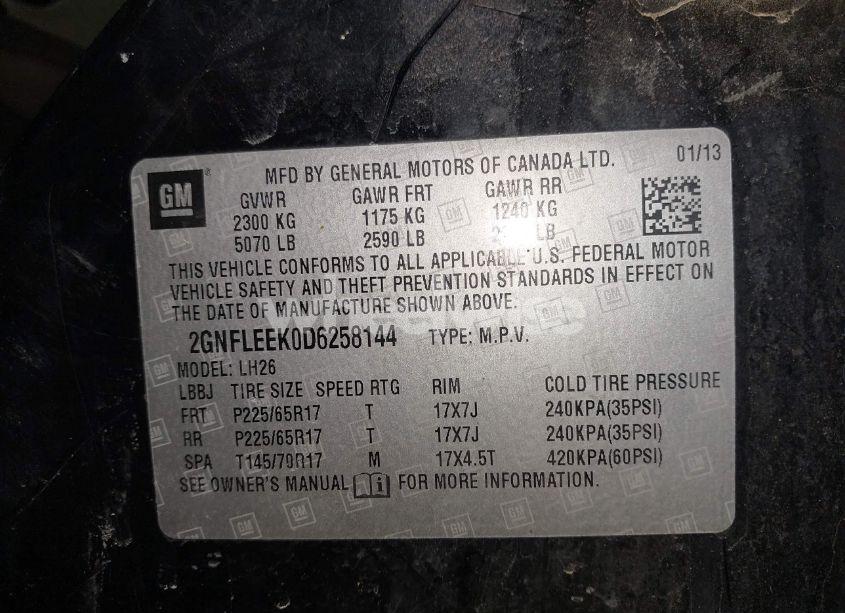 GM
MFD BY GENERAL MOTORS OF CANADA LTD. 01/13
GVWR GAWR FRT GAWR RR
2300 KG 1175 KG 1240 KG
5070 LB 2590 LB LB
THIS VEHICLE CONFORMS TO ALL APPLICABLE U.S. FEDERAL MOTOR
VEHICLE SAFETY AND THEFT PREVENTION STANDARDS IN EFFECT ON
THE DATE OF MANUFACTURE SHOWN ABOVE.
2GNFLEEK0D6258144 TYPE: M.P.V.
MODEL: LH26
LBBJ TIRE SIZE SPEED RTG RIM COLD TIRE PRESSURE
FRT P225/65R17 T 17X7J 240KPA(35PSI)
RR P225/65R17 T 17X7J 240KPA(35PSI)
SPA T145/70R17 M 17X4.5T 420KPA(60PSI)
SEE OWNER'S MANUAL FOR MORE INFORMATION.